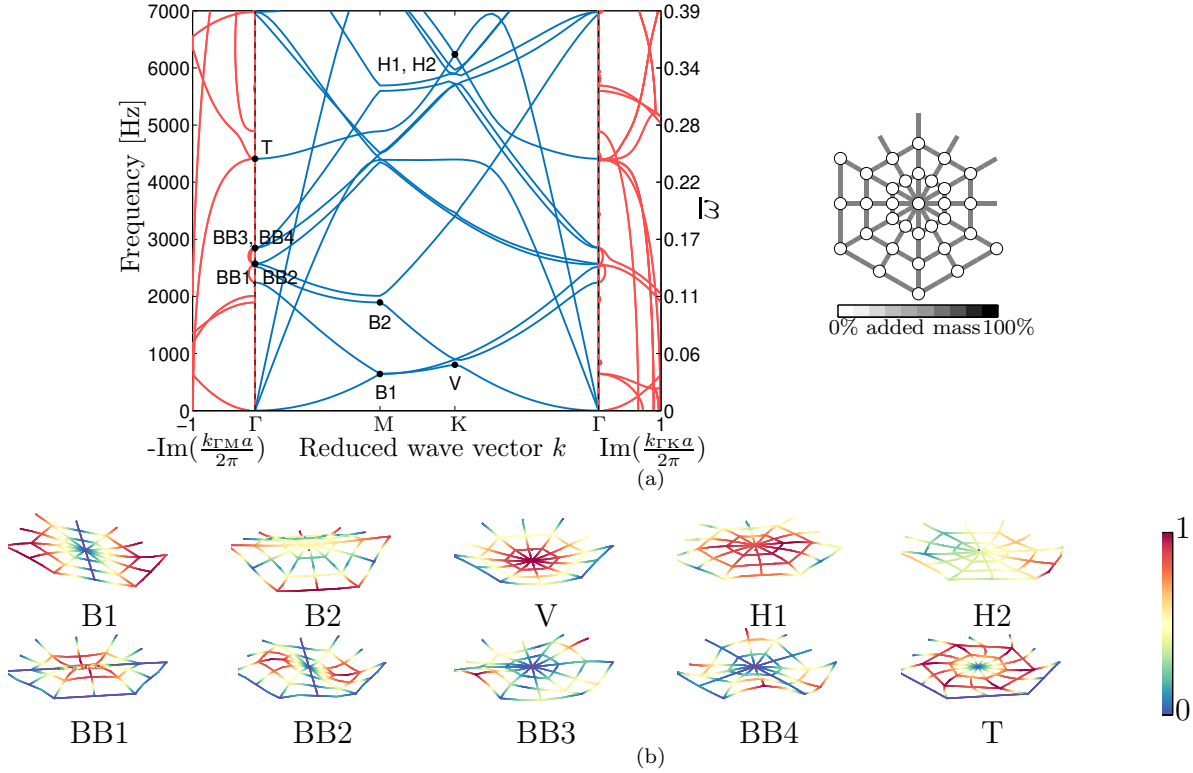 7000
6000
5000
4000
3000
2000
1000
0
Frequency [Hz]
H1, H2
T
BB3, BB4
BB1, BB2
B2
B1
V
0.39
0.34
0.28
0.22
0.17
0.11
0.06
0
ω̅
−1
Γ
M
K
Γ
1
-Im(k_ΓM a / 2π)
Reduced wave vector k
Im(k_ΓK a / 2π)
0% added mass 100%
(a)
B1 B2 V H1 H2
BB1 BB2 BB3 BB4 T
1
0
(b)